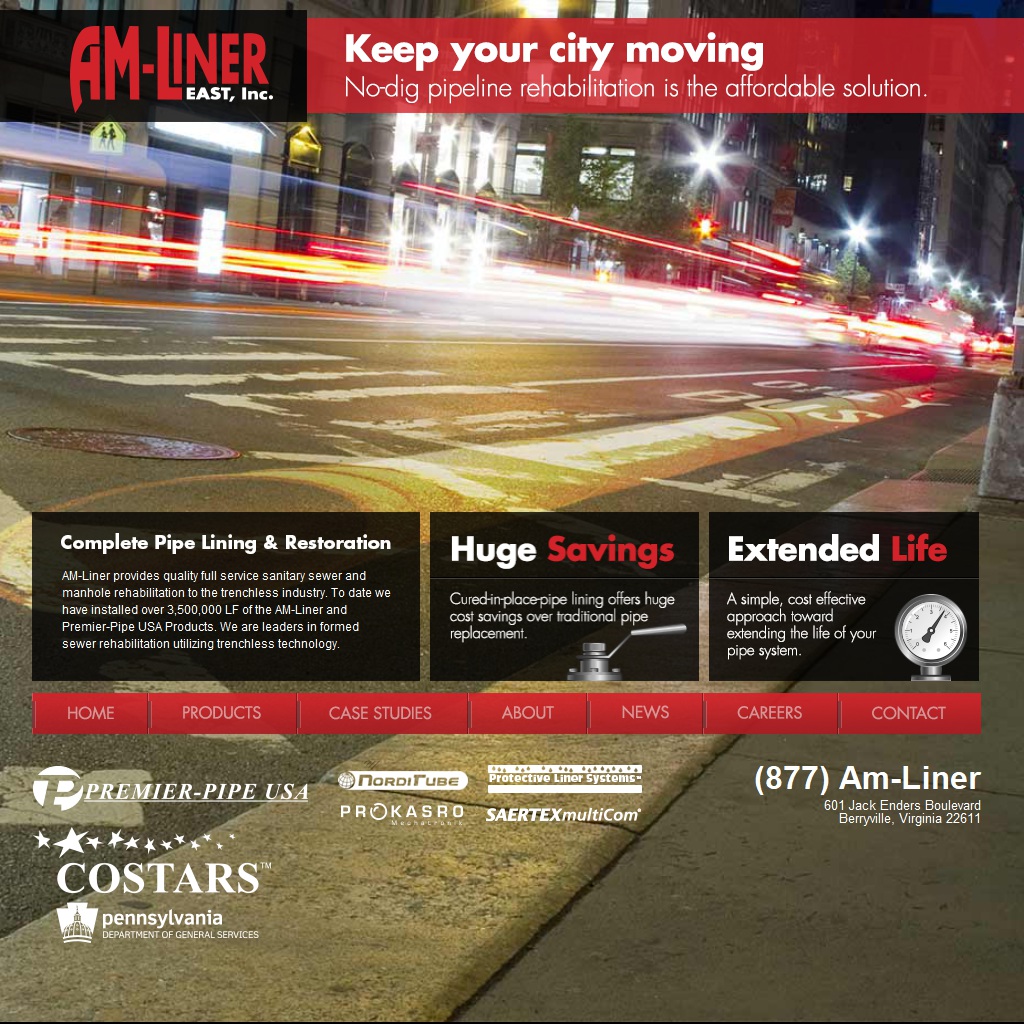 AM-LINER
EAST, Inc.
Keep your city moving
No-dig pipeline rehabilitation is the affordable solution.
Complete Pipe Lining & Restoration
AM-Liner provides quality full service sanitary sewer and
manhole rehabilitation to the trenchless industry. To date we
have installed over 3,500,000 LF of the AM-Liner and
Premier-Pipe USA Products. We are leaders in formed
sewer rehabilitation utilizing trenchless technology.
Huge Savings
Cured-in-place-pipe lining offers huge
cost savings over traditional pipe
replacement.
Extended Life
A simple, cost effective
approach toward
extending the life of your
pipe system.
HOME PRODUCTS CASE STUDIES ABOUT NEWS CAREERS CONTACT
PREMIER-PIPE USA
NORDITUBE
PROKASRO
Mechatronik
Protective Liner Systems
SAERTEXmultiCom
(877) Am-Liner
601 Jack Enders Boulevard
Berryville, Virginia 22611
COSTARS™
pennsylvania
DEPARTMENT OF GENERAL SERVICES